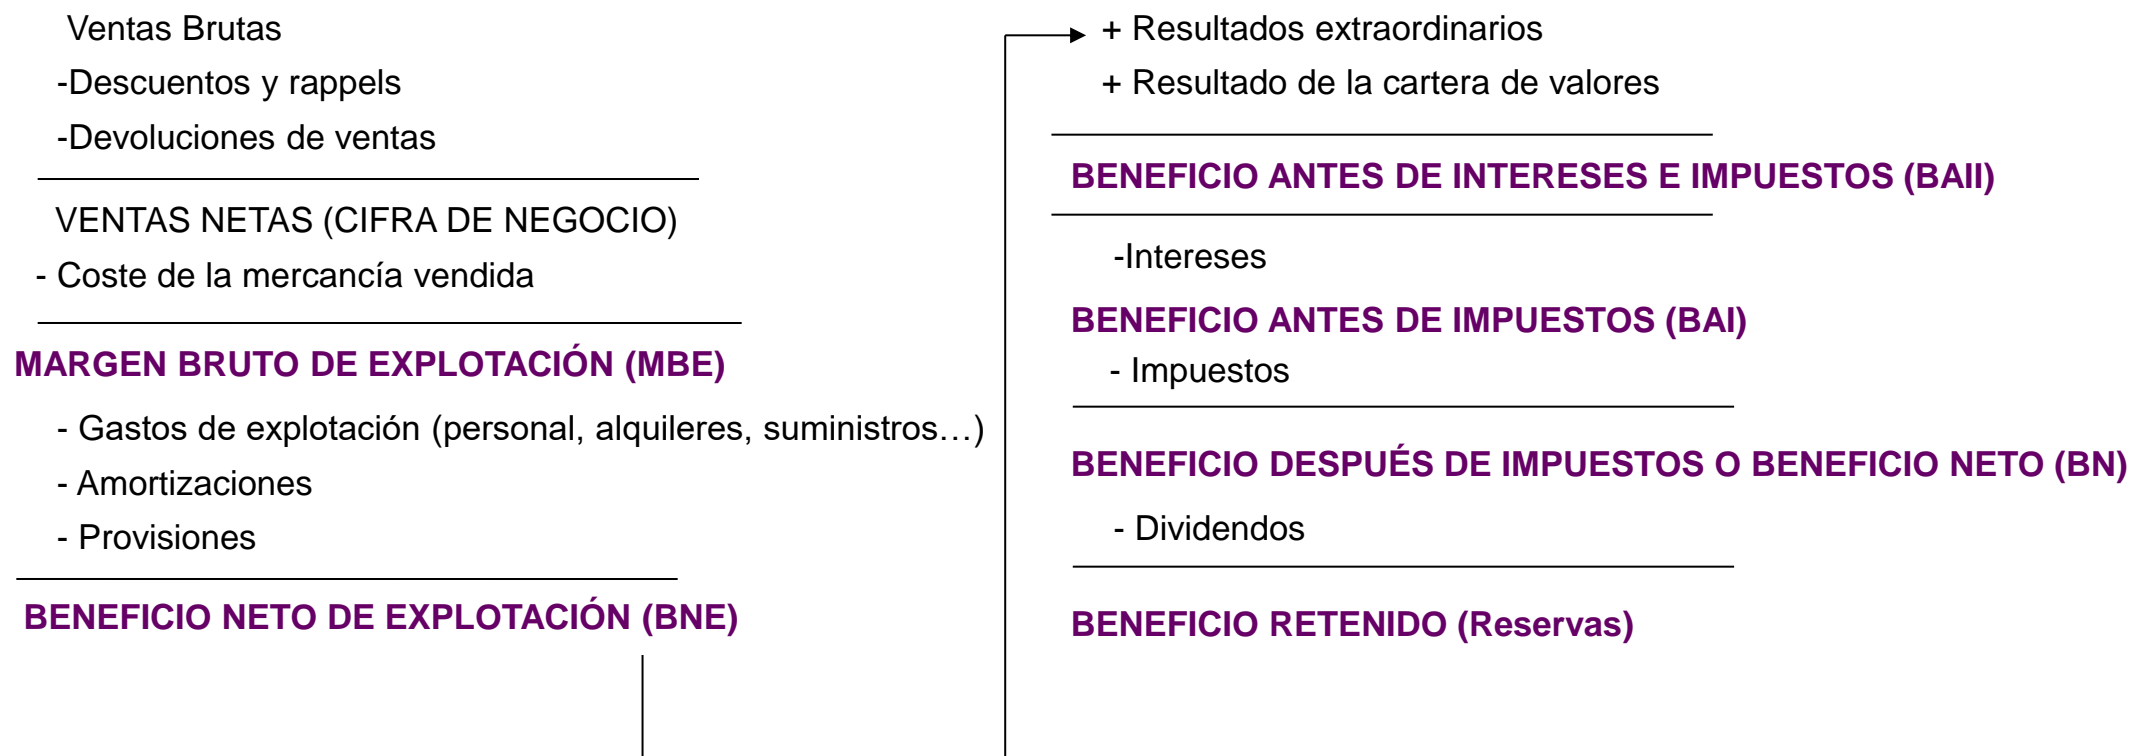 Ventas Brutas
-Descuentos y rappels
-Devoluciones de ventas
VENTAS NETAS (CIFRA DE NEGOCIO)
- Coste de la mercancía vendida
MARGEN BRUTO DE EXPLOTACIÓN (MBE)
- Gastos de explotación (personal, alquileres, suministros…)
- Amortizaciones
- Provisiones
BENEFICIO NETO DE EXPLOTACIÓN (BNE)
+ Resultados extraordinarios
+ Resultado de la cartera de valores
BENEFICIO ANTES DE INTERESES E IMPUESTOS (BAII)
-Intereses
BENEFICIO ANTES DE IMPUESTOS (BAI)
- Impuestos
BENEFICIO DESPUÉS DE IMPUESTOS O BENEFICIO NETO (BN)
- Dividendos
BENEFICIO RETENIDO (Reservas)